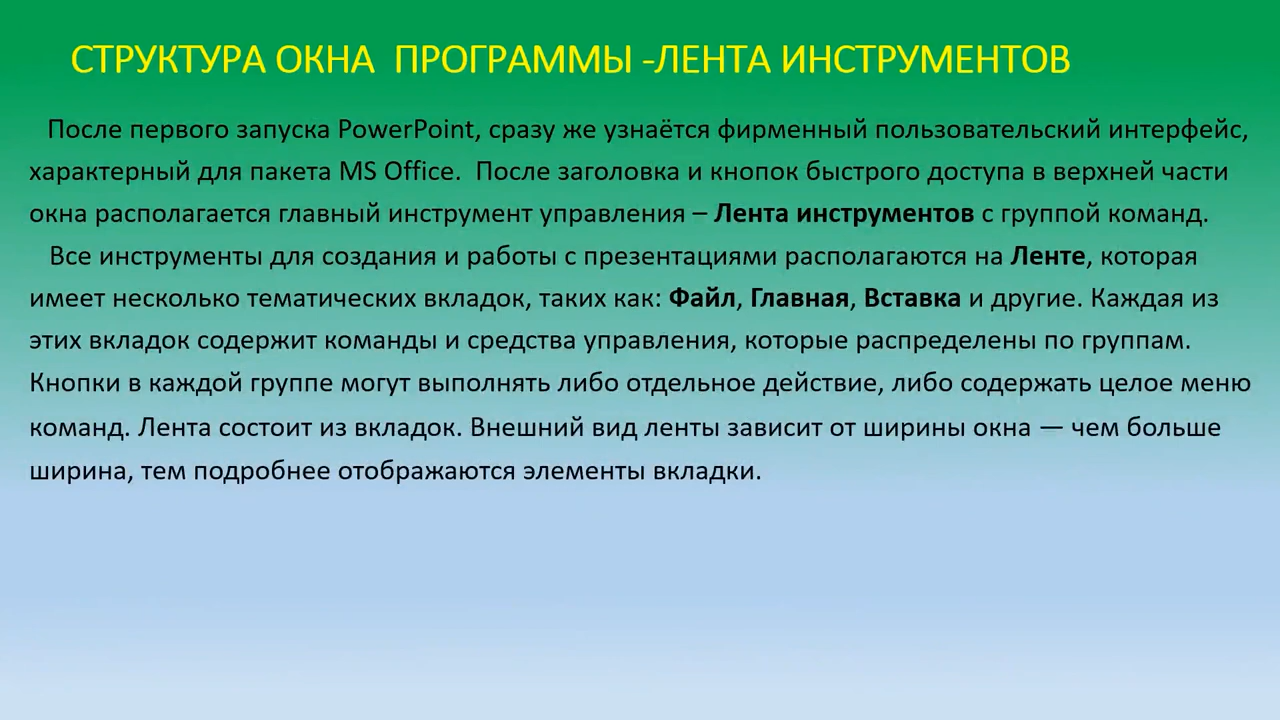 СТРУКТУРА ОКНА ПРОГРАММЫ -ЛЕНТА ИНСТРУМЕНТОВ
После первого запуска PowerPoint, сразу же узнаётся фирменный пользовательский интерфейс,
характерный для пакета MS Office. После заголовка и кнопок быстрого доступа в верхней части
окна располагается главный инструмент управления – Лента инструментов с группой команд.
Все инструменты для создания и работы с презентациями располагаются на Ленте, которая
имеет несколько тематических вкладок, таких как: Файл, Главная, Вставка и другие. Каждая из
этих вкладок содержит команды и средства управления, которые распределены по группам.
Кнопки в каждой группе могут выполнять либо отдельное действие, либо содержать целое меню
команд. Лента состоит из вкладок. Внешний вид ленты зависит от ширины окна — чем больше
ширина, тем подробнее отображаются элементы вкладки.